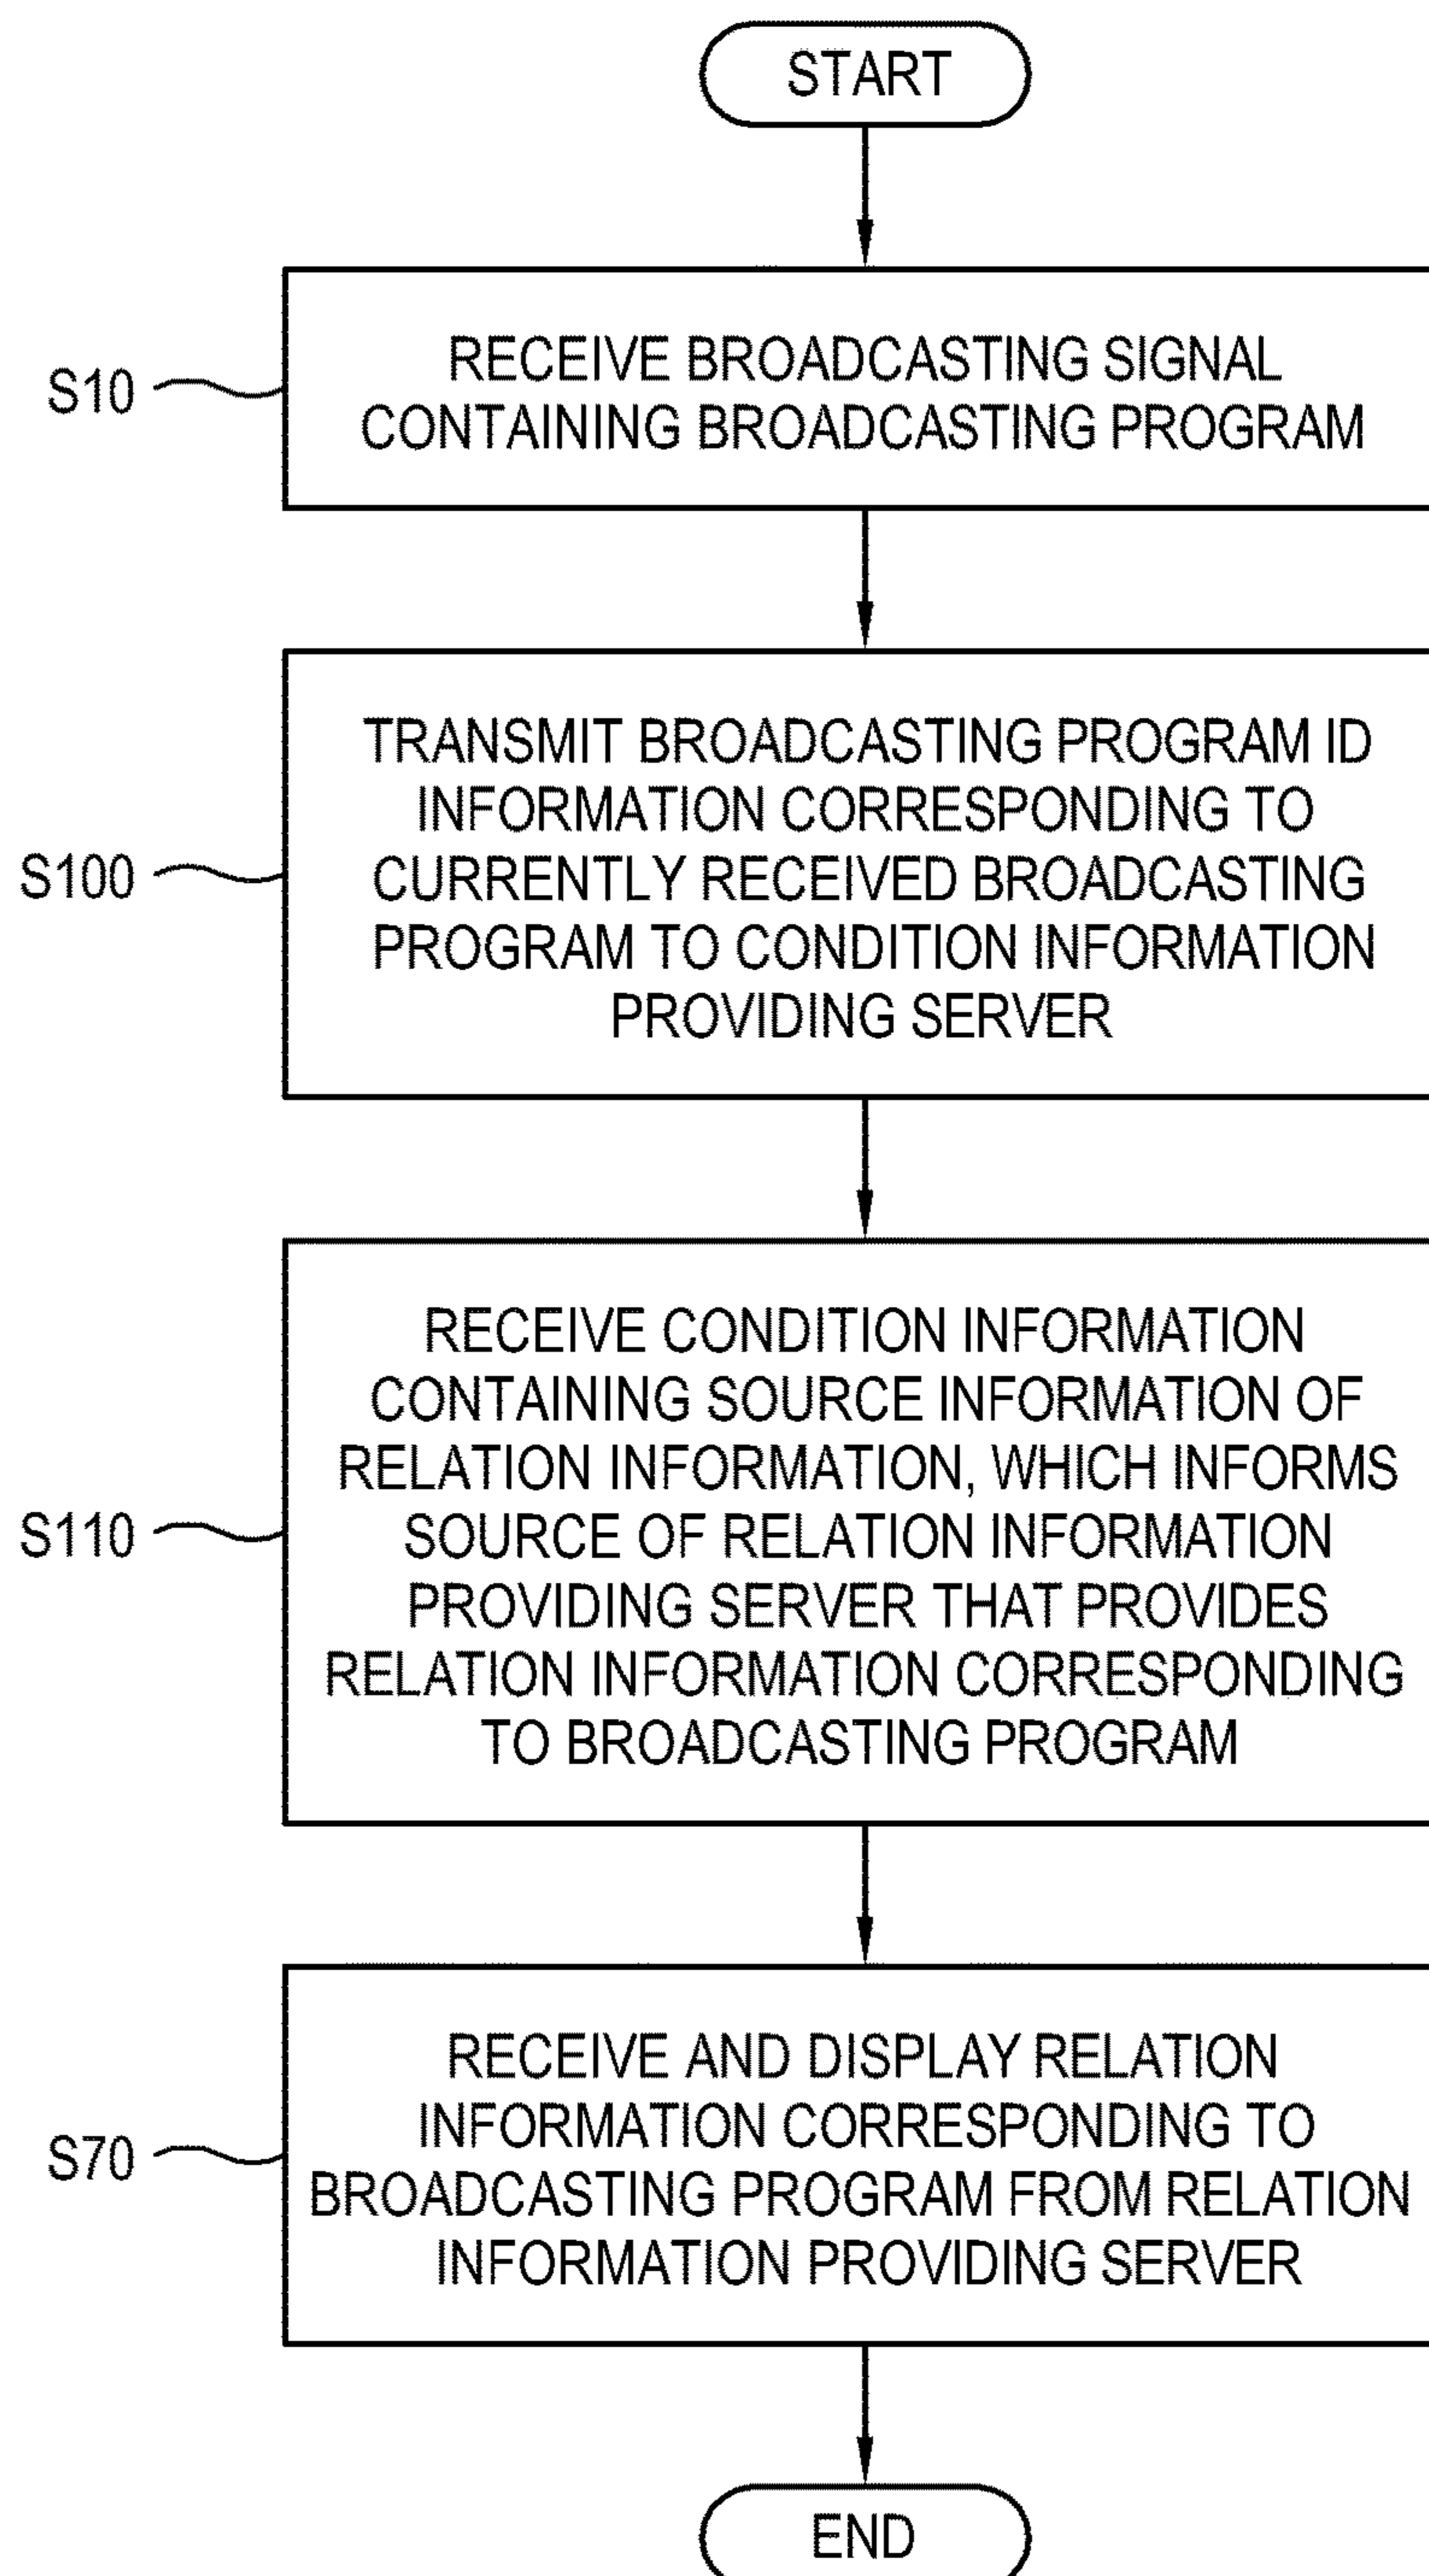 START
S10
RECEIVE BROADCASTING SIGNAL
CONTAINING BROADCASTING PROGRAM
S100
TRANSMIT BROADCASTING PROGRAM ID
INFORMATION CORRESPONDING TO
CURRENTLY RECEIVED BROADCASTING
PROGRAM TO CONDITION INFORMATION
PROVIDING SERVER
S110
RECEIVE CONDITION INFORMATION
CONTAINING SOURCE INFORMATION OF
RELATION INFORMATION, WHICH INFORMS
SOURCE OF RELATION INFORMATION
PROVIDING SERVER THAT PROVIDES
RELATION INFORMATION CORRESPONDING
TO BROADCASTING PROGRAM
S70
RECEIVE AND DISPLAY RELATION
INFORMATION CORRESPONDING TO
BROADCASTING PROGRAM FROM RELATION
INFORMATION PROVIDING SERVER
END